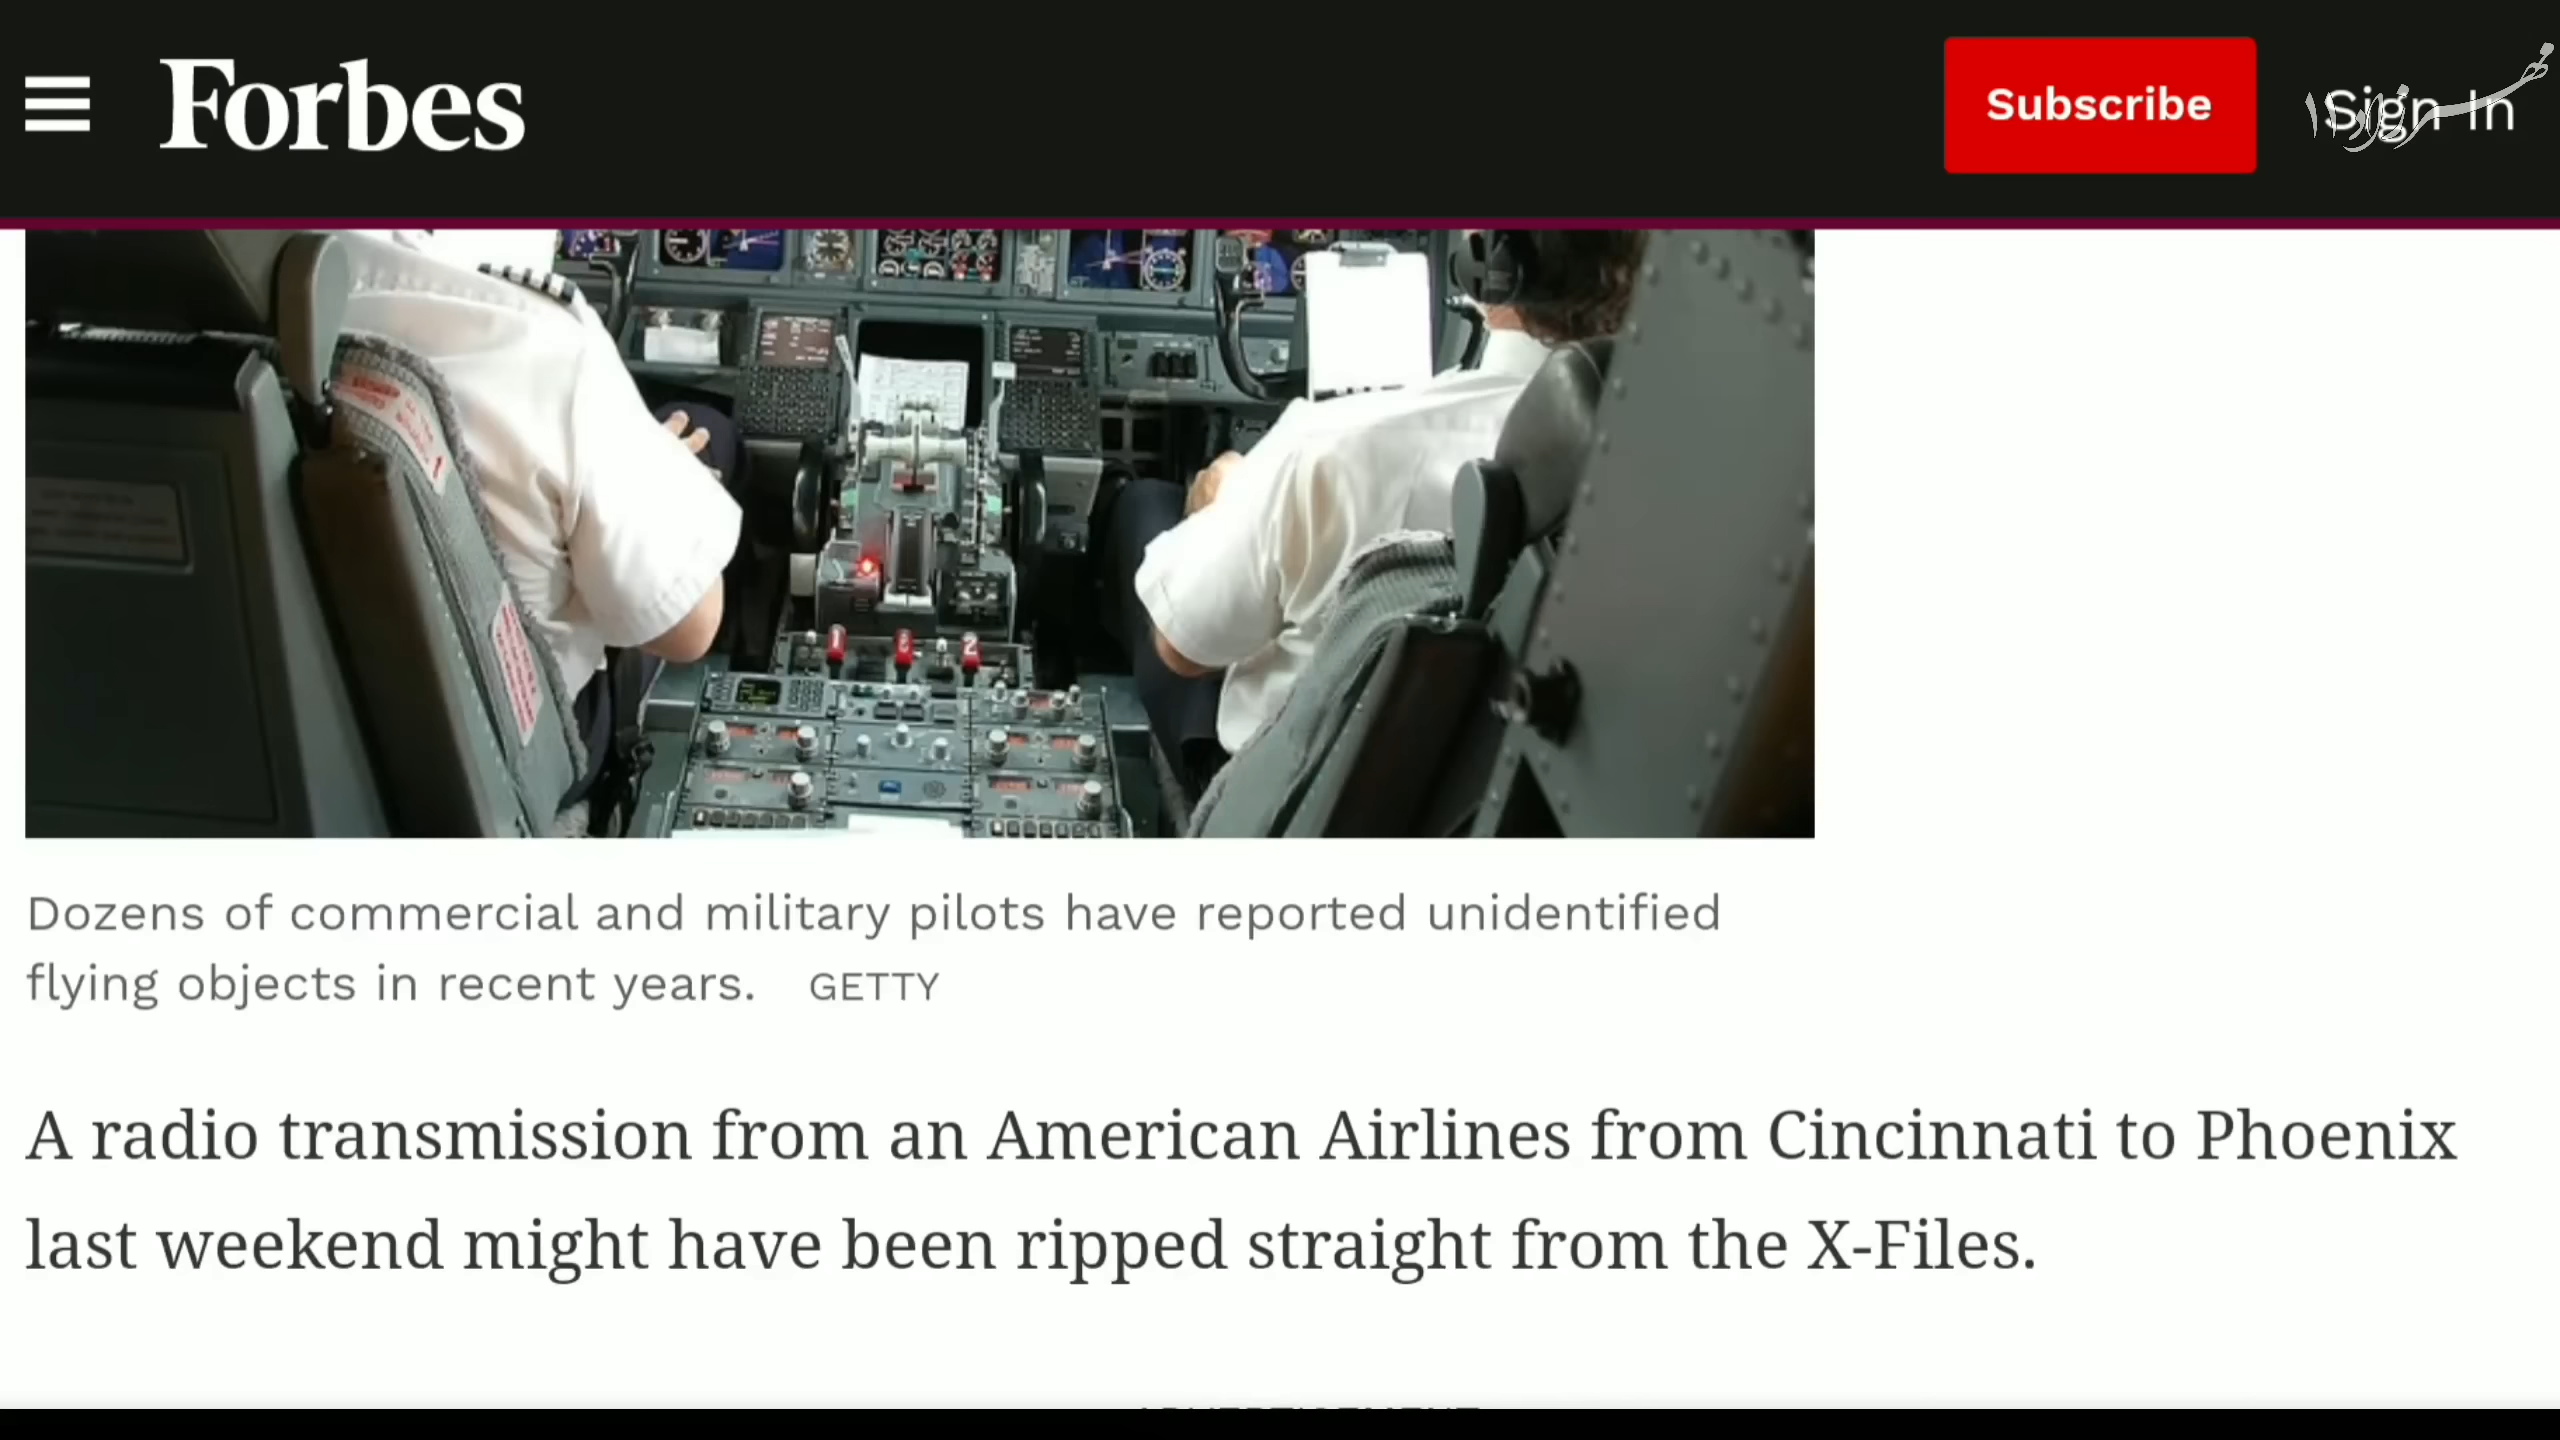 Forbes
Subscribe
Sign In
Dozens of commercial and military pilots have reported unidentified
flying objects in recent years. GETTY
A radio transmission from an American Airlines from Cincinnati to Phoenix
last weekend might have been ripped straight from the X-Files.